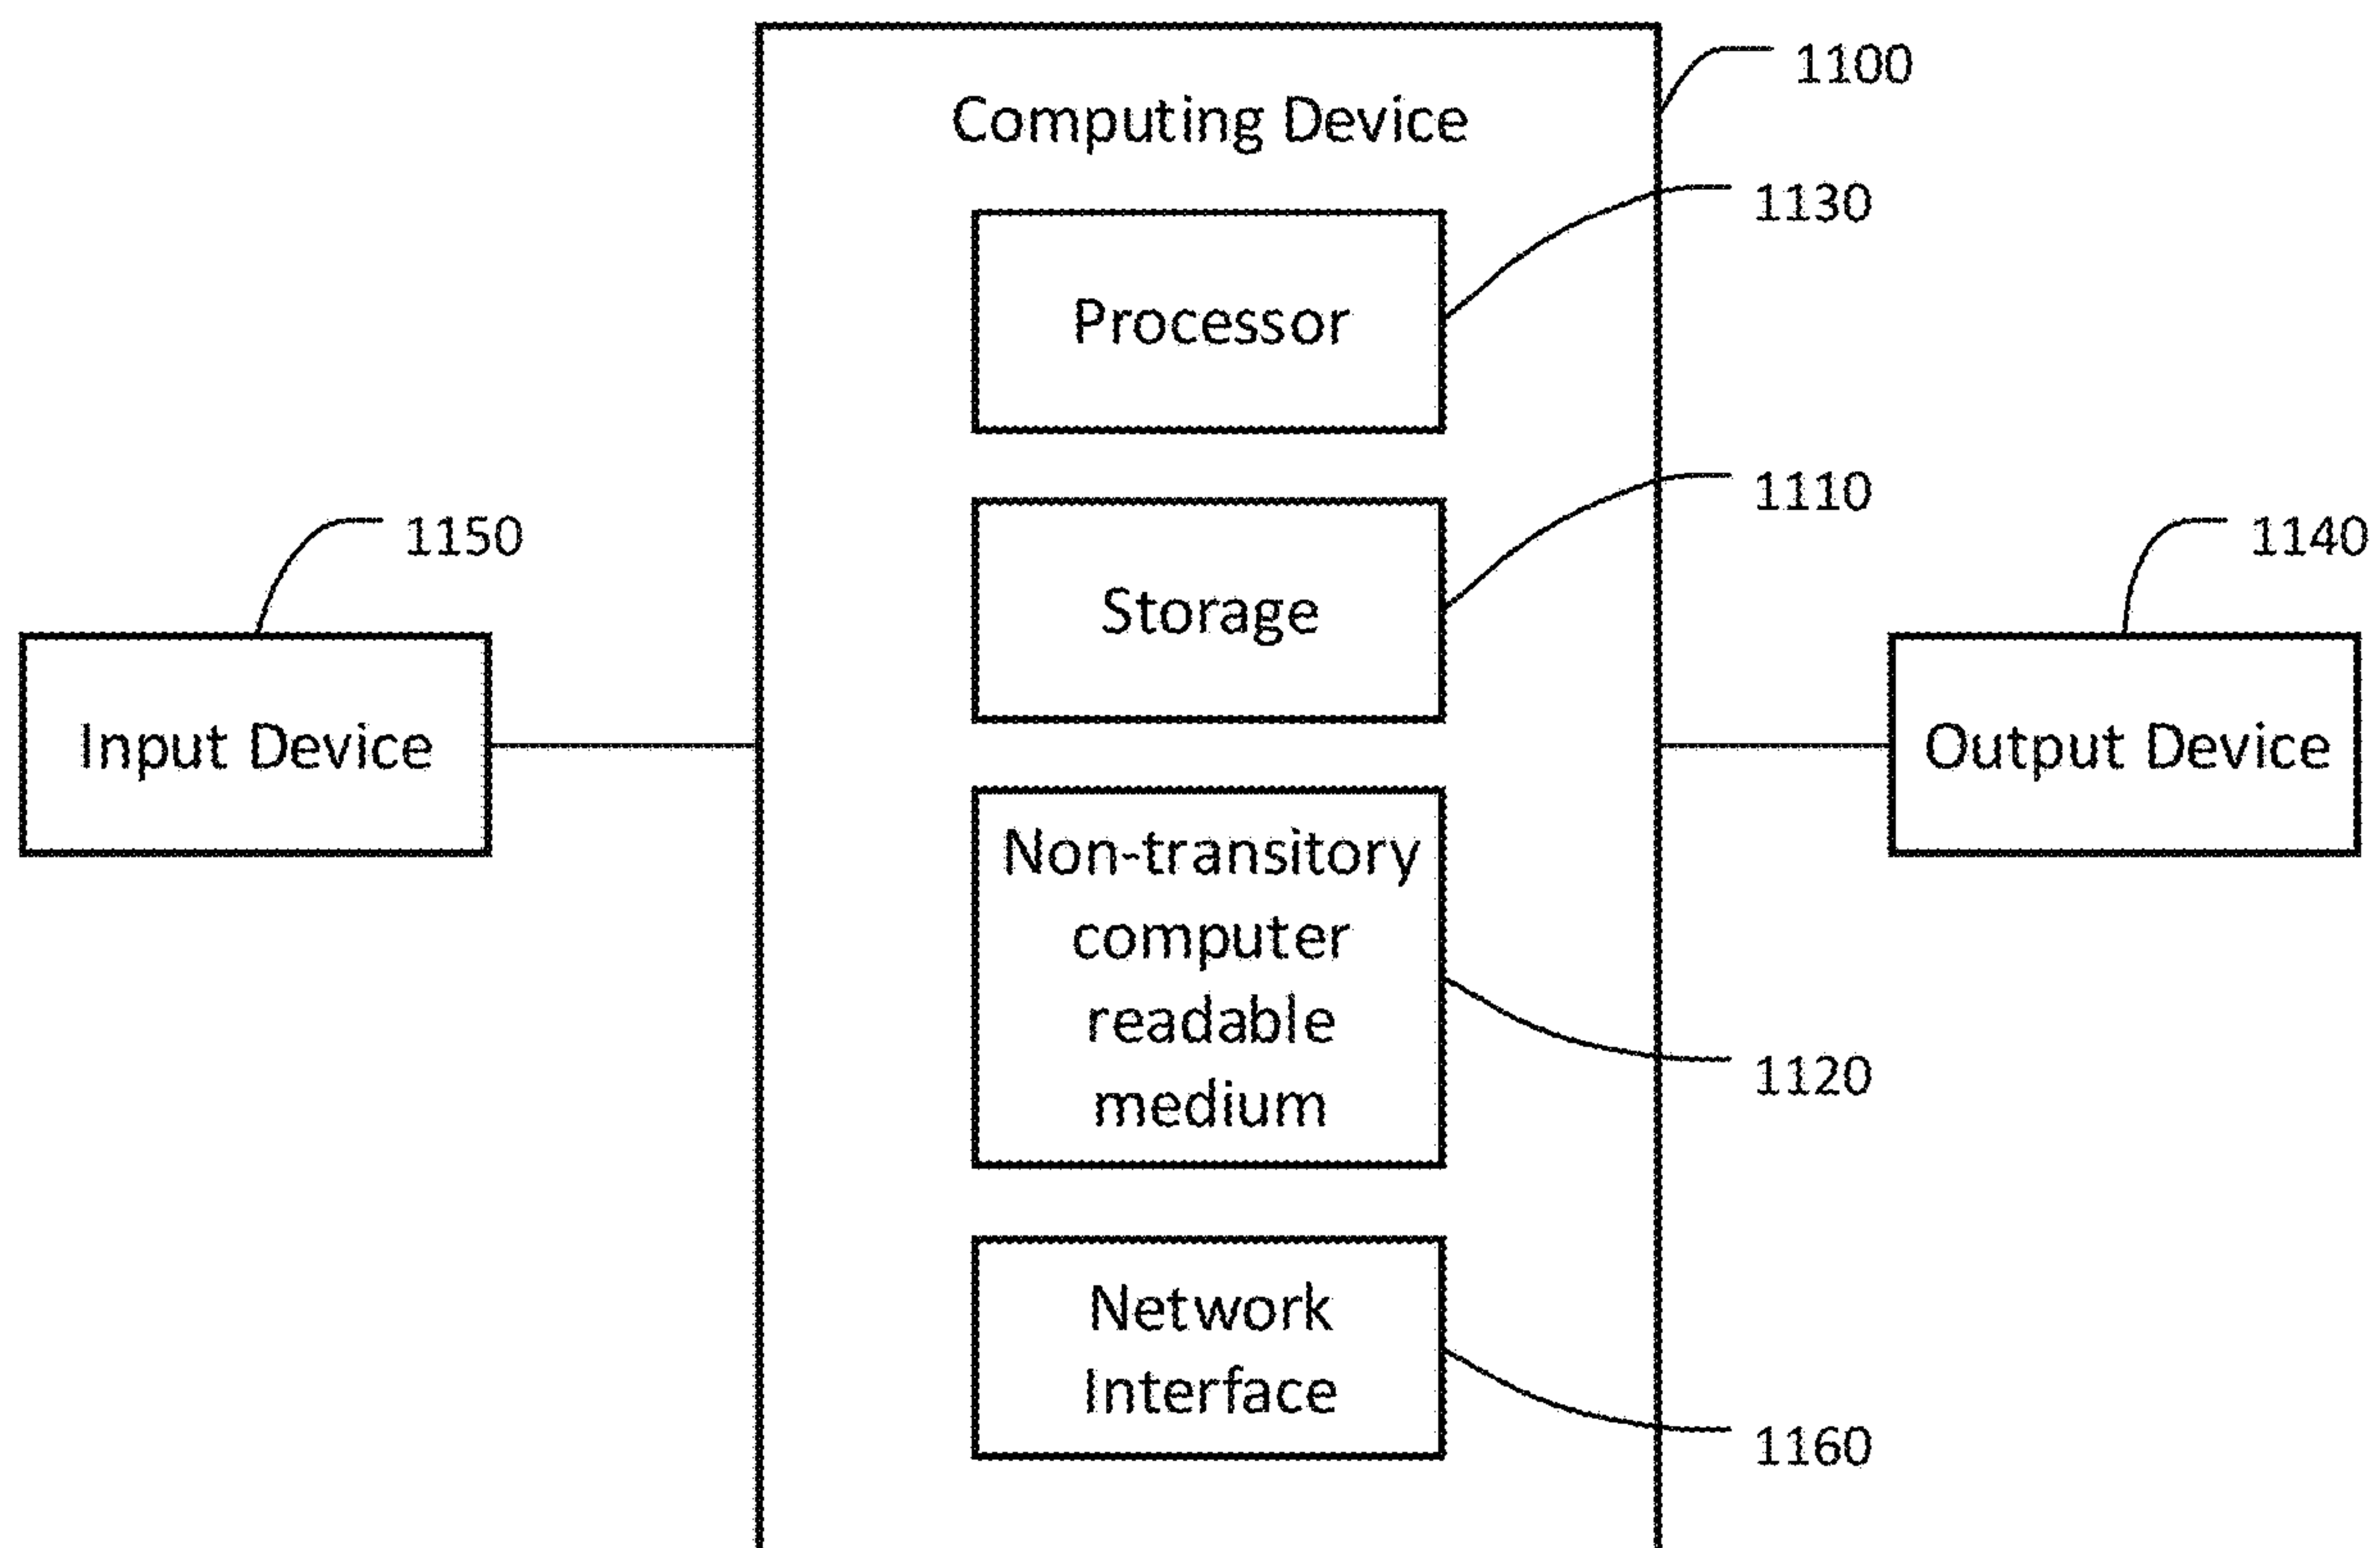 1100
Computing Device
1130
Processor
1110
Storage
1150
1140
Input Device
Output Device
Non-transitory
computer
readable
medium
1120
Network
Interface
1160